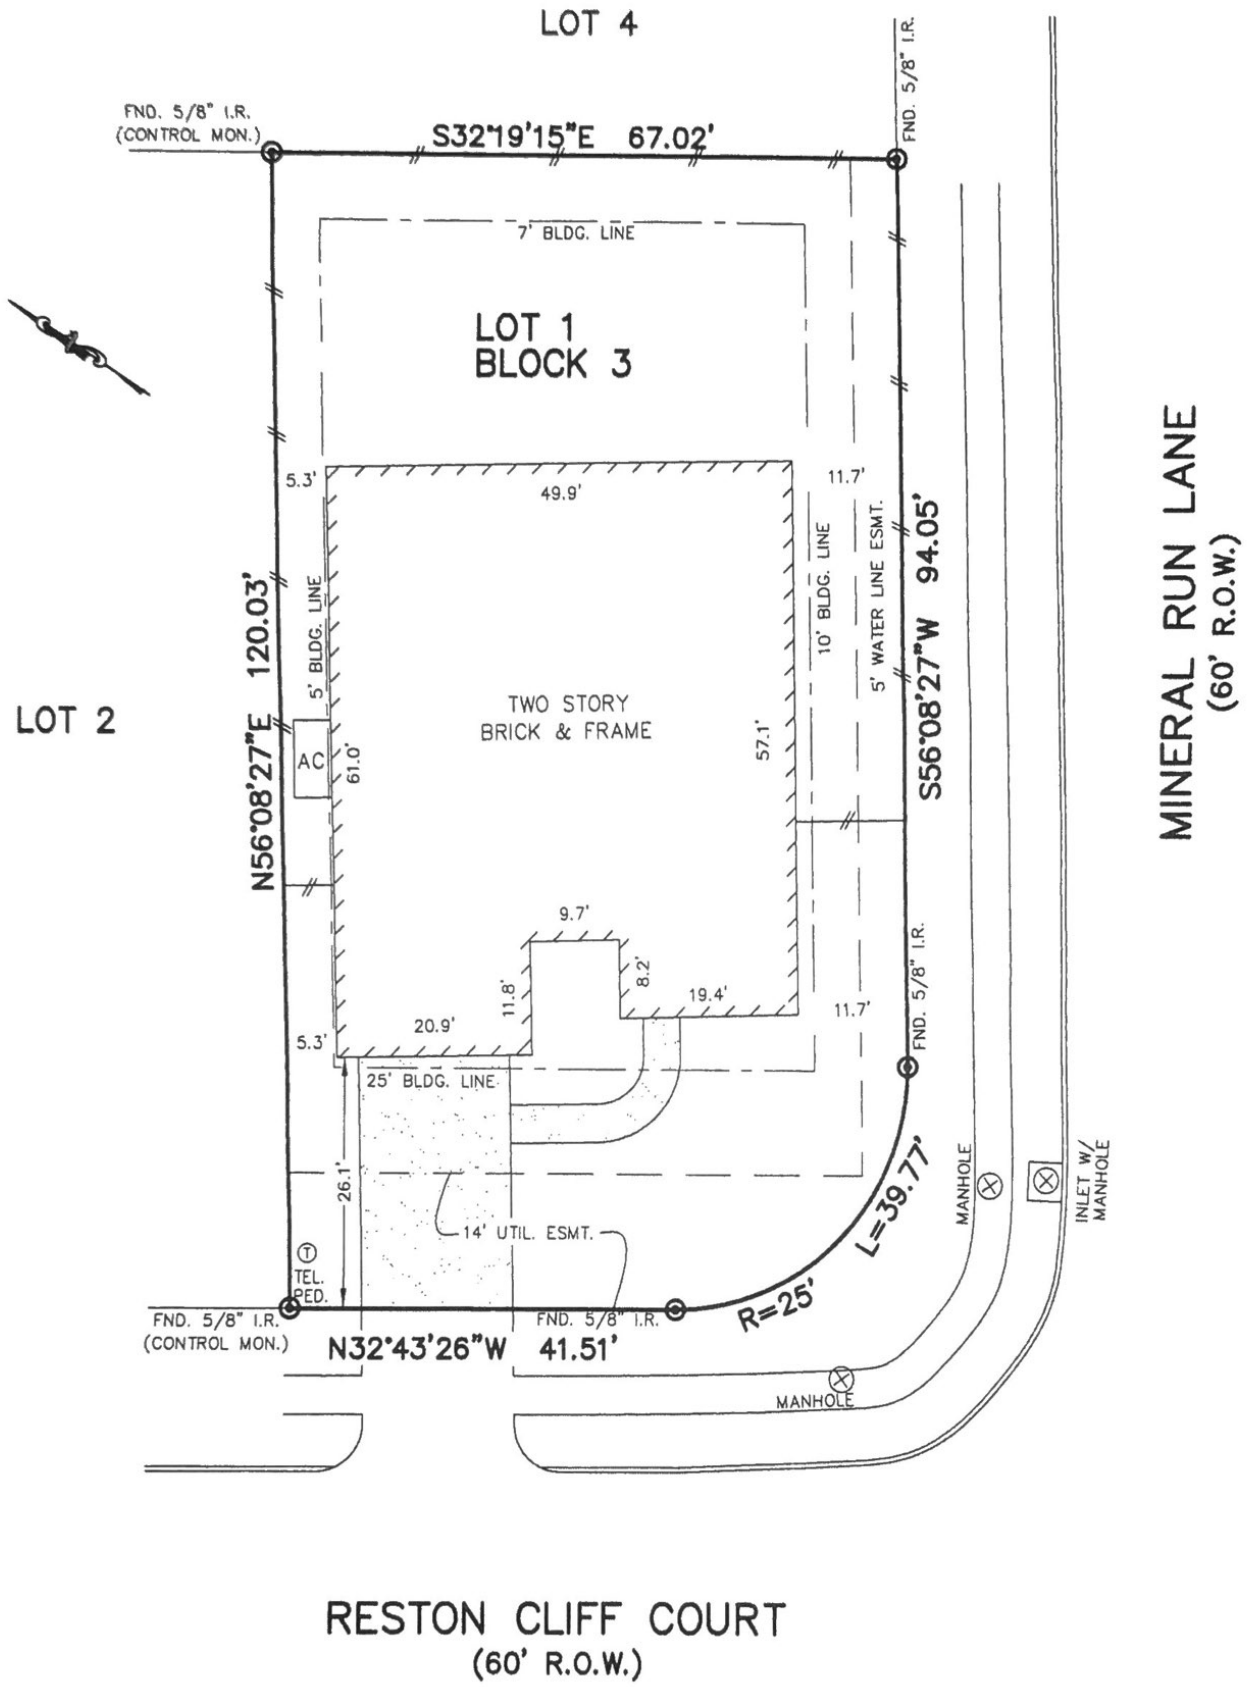 LOT 4
FND. 5/8" I.R.
(CONTROL MON.)
S32°19'15"E 67.02'
FND. 5/8" I.R.
7' BLDG. LINE
LOT 1
BLOCK 3
5.3'
49.9'
11.7'
5' BLDG. LINE
10' BLDG. LINE
5' WATER LINE ESMT.
N56°08'27"E 120.03'
S56°08'27"W 94.05'
MINERAL RUN LANE
(60' R.O.W.)
LOT 2
TWO STORY
BRICK & FRAME
AC
61.0'
57.1'
9.7'
8.2'
11.8'
19.4'
20.9'
5.3'
11.7'
FND. 5/8" I.R.
25' BLDG. LINE
26.1'
14' UTIL. ESMT.
T
TEL.
PED.
L=39.77'
R=25'
MANHOLE
INLET W/
MANHOLE
FND. 5/8" I.R.
(CONTROL MON.)
FND. 5/8" I.R.
N32°43'26"W 41.51'
MANHOLE
RESTON CLIFF COURT
(60' R.O.W.)